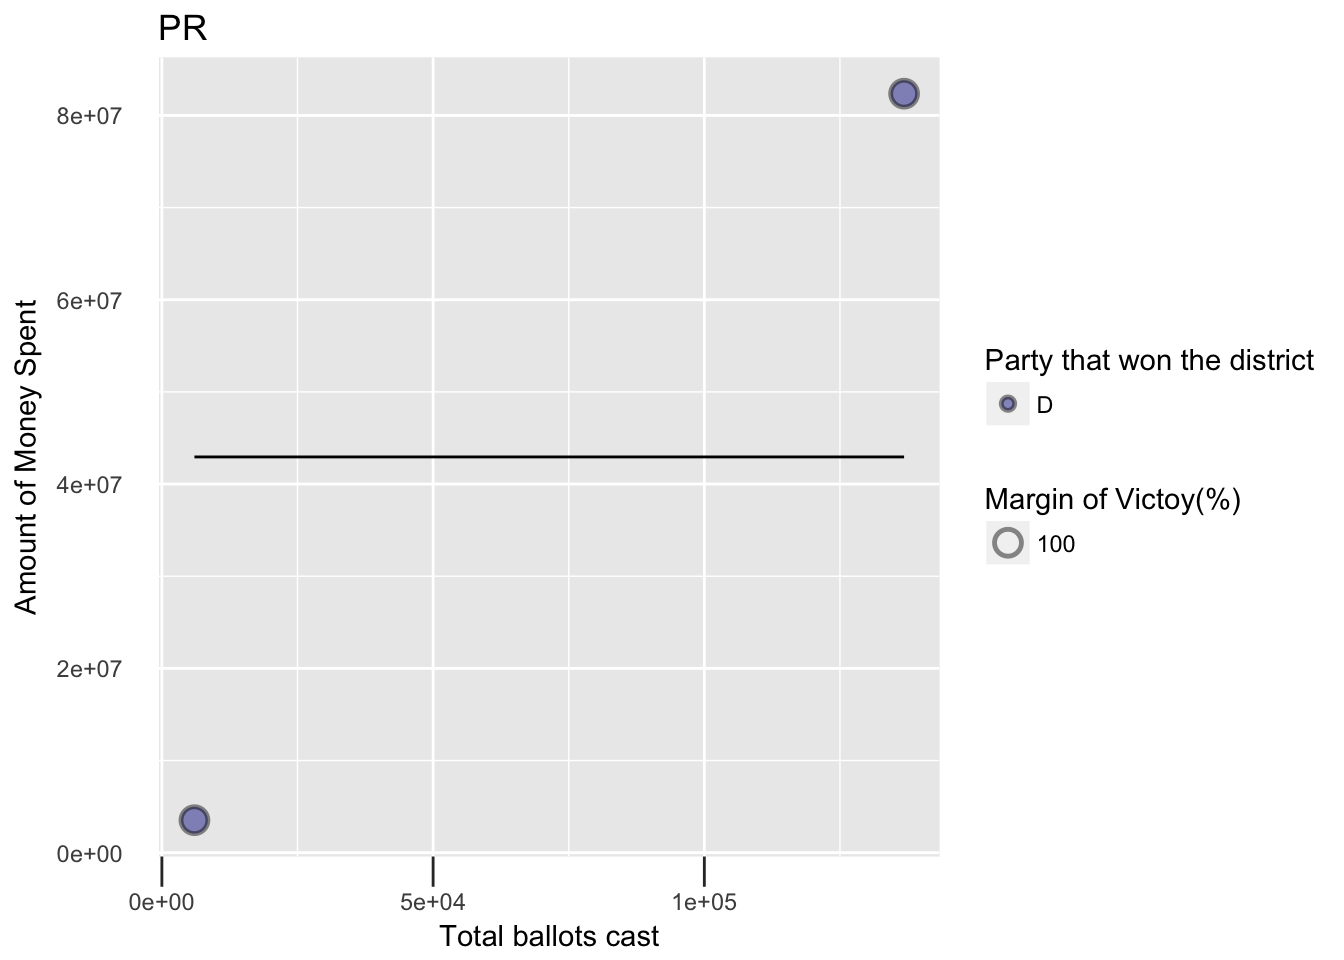 PR
Amount of Money Spent
8e+07
6e+07
4e+07
2e+07
0e+00
0e+00
5e+04
1e+05
Total ballots cast
Party that won the district
D
Margin of Victoy(%)
100